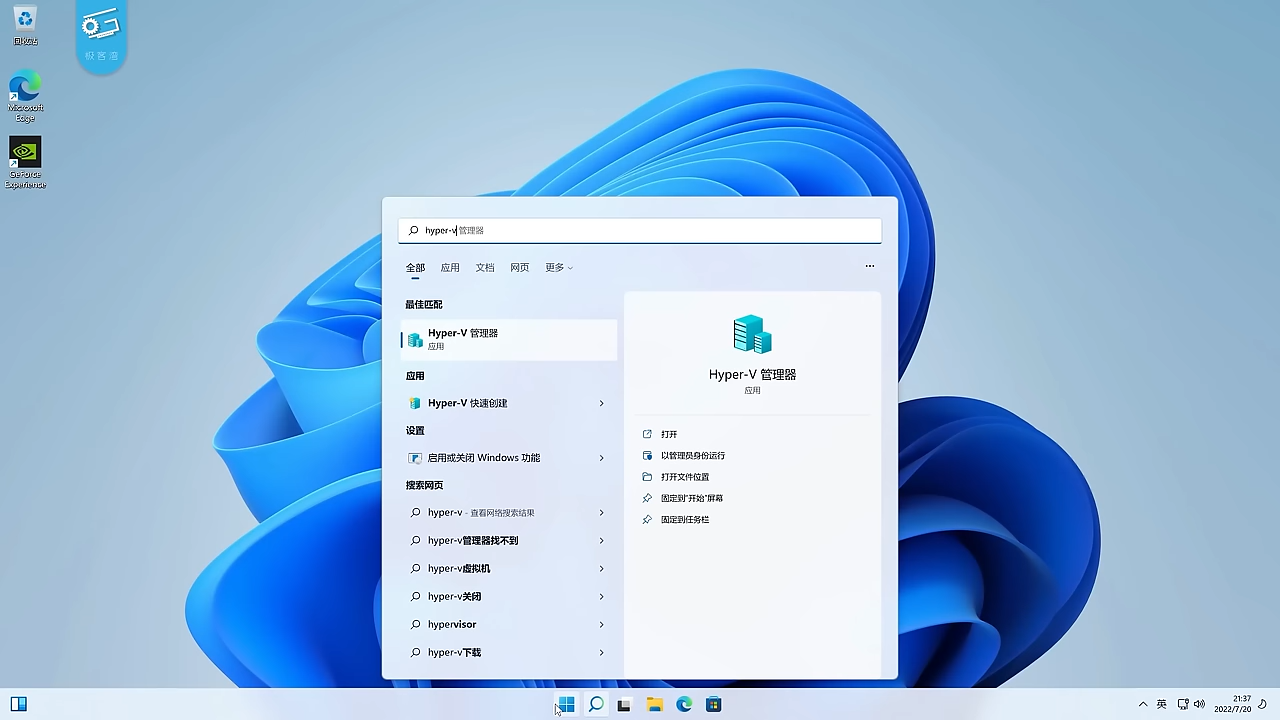 回收站
极客湾
Microsoft
Edge
GeForce
Experience
hyper-v 管理器
全部 应用 文档 网页 更多
最佳匹配
Hyper-V 管理器
应用
应用
Hyper-V 快速创建
设置
启用或关闭 Windows 功能
搜索网页
hyper-v - 查看网络搜索结果
hyper-v管理器找不到
hyper-v虚拟机
hyper-v关闭
hypervisor
hyper-v下载
Hyper-V 管理器
应用
打开
以管理员身份运行
打开文件位置
固定到"开始"屏幕
固定到任务栏
英
21:37
2022/7/20